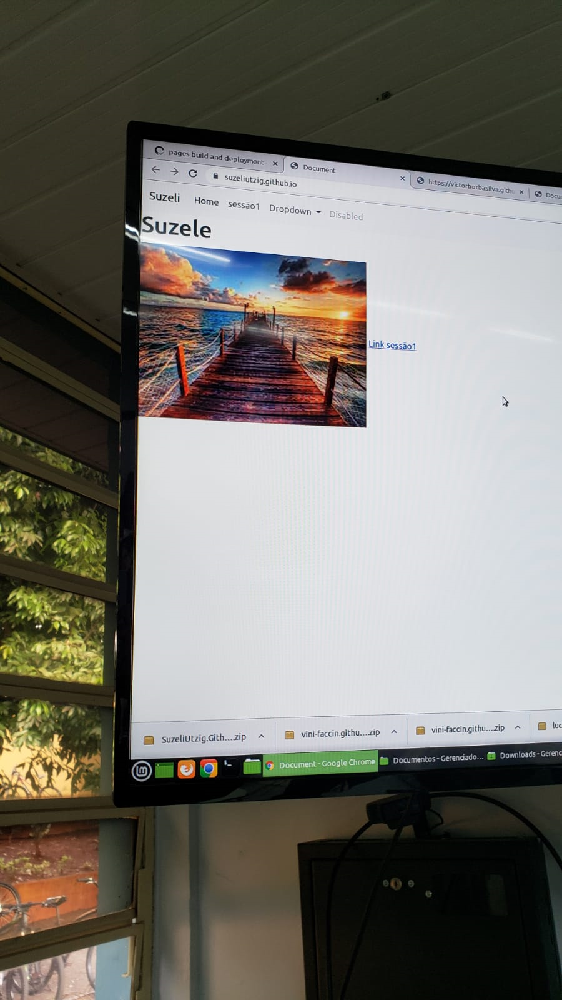 pages build and deployment
Document
https://victorborbasilva.githu
Docu
suzeliutzig.github.io
Suzeli Home sessão1 Dropdown Disabled
Suzele
Link sessão1
SuzeliUtzig.Gith....zip
vini-faccin.githu....zip
vini-faccin.githu....zip
luc
Document - Google Chrome
Documentos - Gerenciado...
Downloads - Gerenc